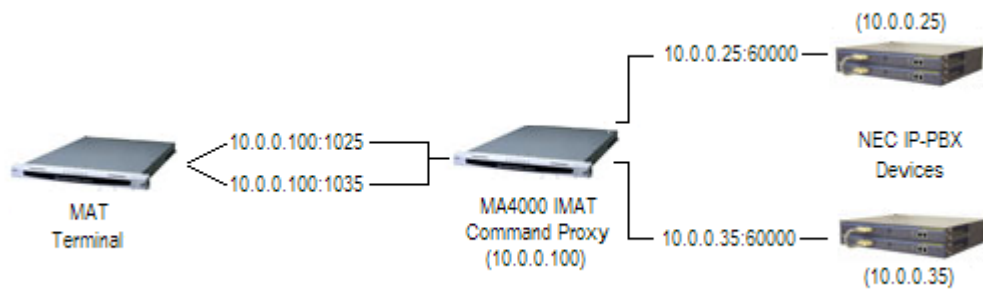 (10.0.0.25)
10.0.0.25:60000
10.0.0.100:1025
10.0.0.100:1035
NEC IP-PBX
Devices
MAT
Terminal
MA4000 IMAT
Command Proxy
(10.0.0.100)
10.0.0.35:60000
(10.0.0.35)